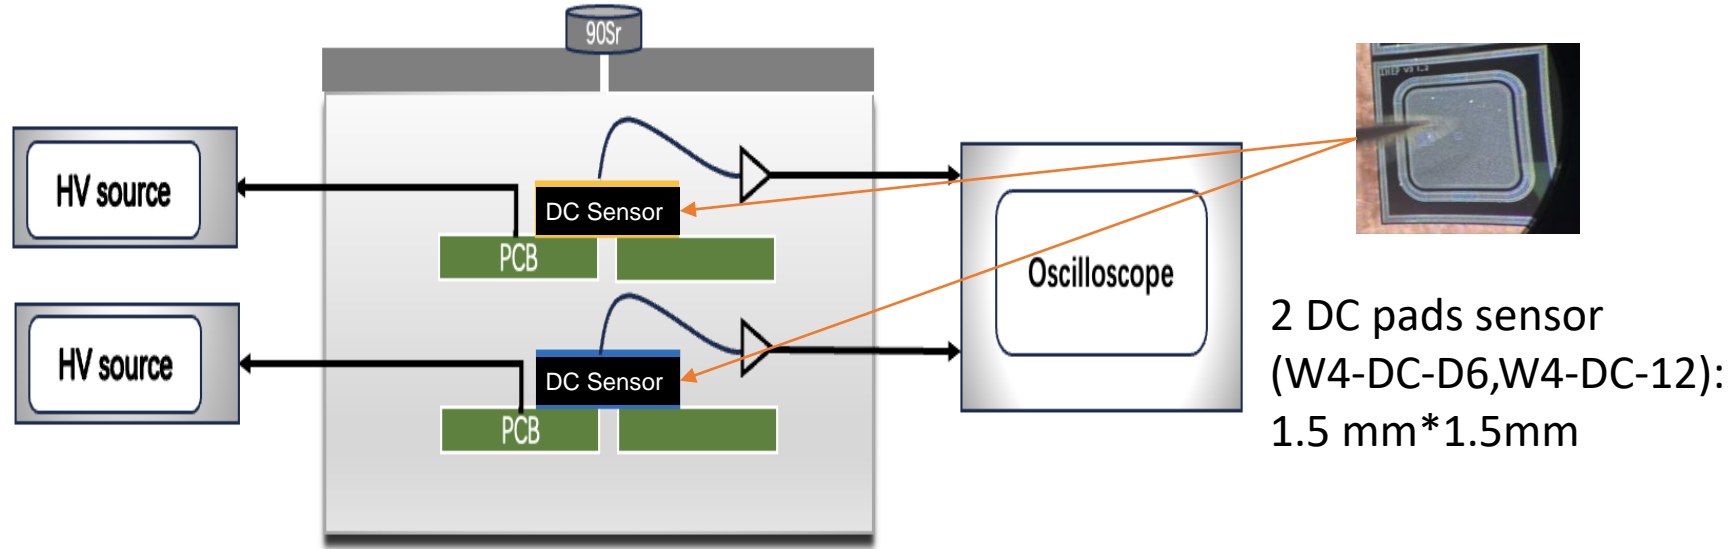 90Sr
HV source
DC Sensor
PCB
HV source
DC Sensor
PCB
Oscilloscope
2 DC pads sensor
(W4-DC-D6,W4-DC-12):
1.5 mm*1.5mm